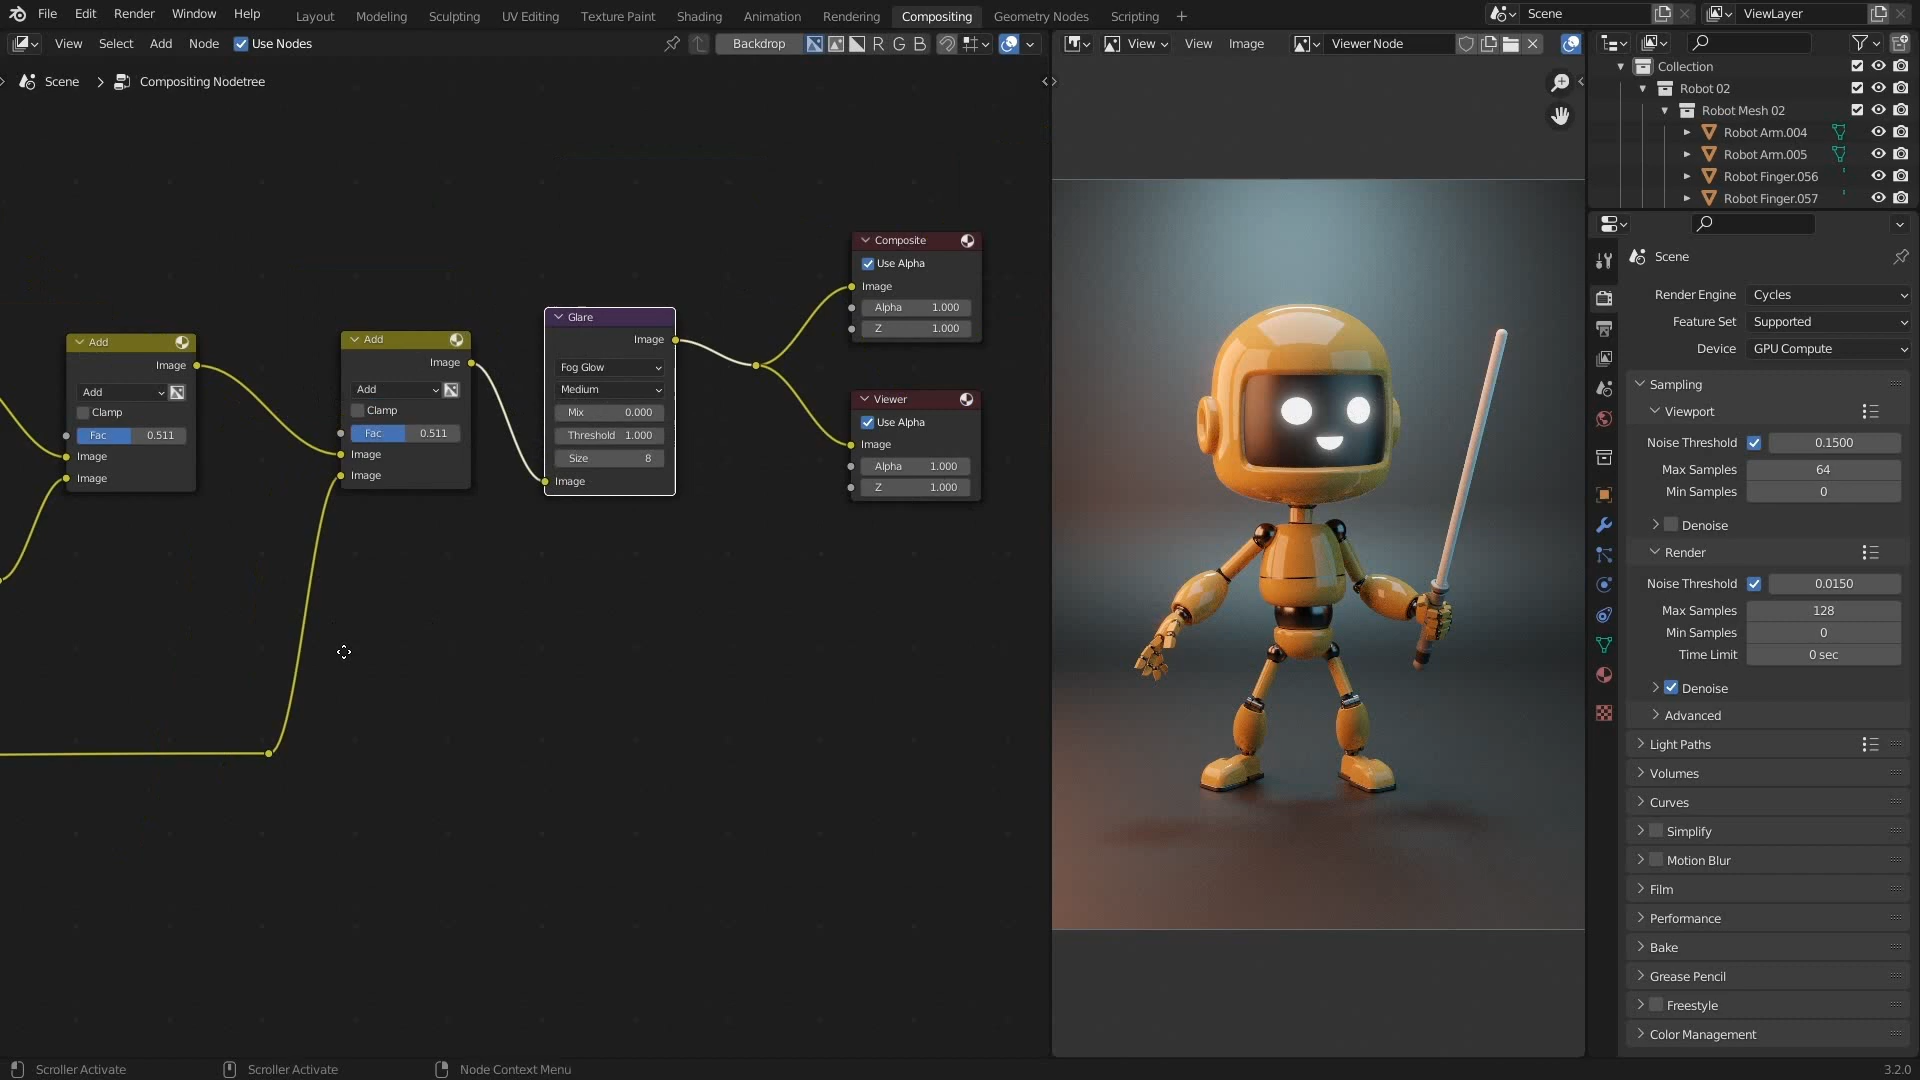 File Edit Render Window Help Layout Modeling Sculpting UV Editing Texture Paint Shading Animation Rendering Compositing Geometry Nodes Scripting + Scene ViewLayer
View Select Add Node Use Nodes Backdrop R G B View View Image Viewer Node
Scene > Compositing Nodetree
Collection
Robot 02
Robot Mesh 02
Robot Arm.004
Robot Arm.005
Robot Finger.056
Robot Finger.057
Add
Image
Add
Clamp
Fac 0.511
Image
Image
Add
Image
Add
Clamp
Fac 0.511
Image
Image
Glare
Image
Fog Glow
Medium
Mix 0.000
Threshold 1.000
Size 8
Image
Composite
Use Alpha
Image
Alpha 1.000
Z 1.000
Viewer
Use Alpha
Image
Alpha 1.000
Z 1.000
Scene
Render Engine Cycles
Feature Set Supported
Device GPU Compute
Sampling
Viewport
Noise Threshold 0.1500
Max Samples 64
Min Samples 0
Denoise
Render
Noise Threshold 0.0150
Max Samples 128
Min Samples 0
Time Limit 0 sec
Denoise
Advanced
Light Paths
Volumes
Curves
Simplify
Motion Blur
Film
Performance
Bake
Grease Pencil
Freestyle
Color Management
Scroller Activate Scroller Activate Node Context Menu 3.2.0